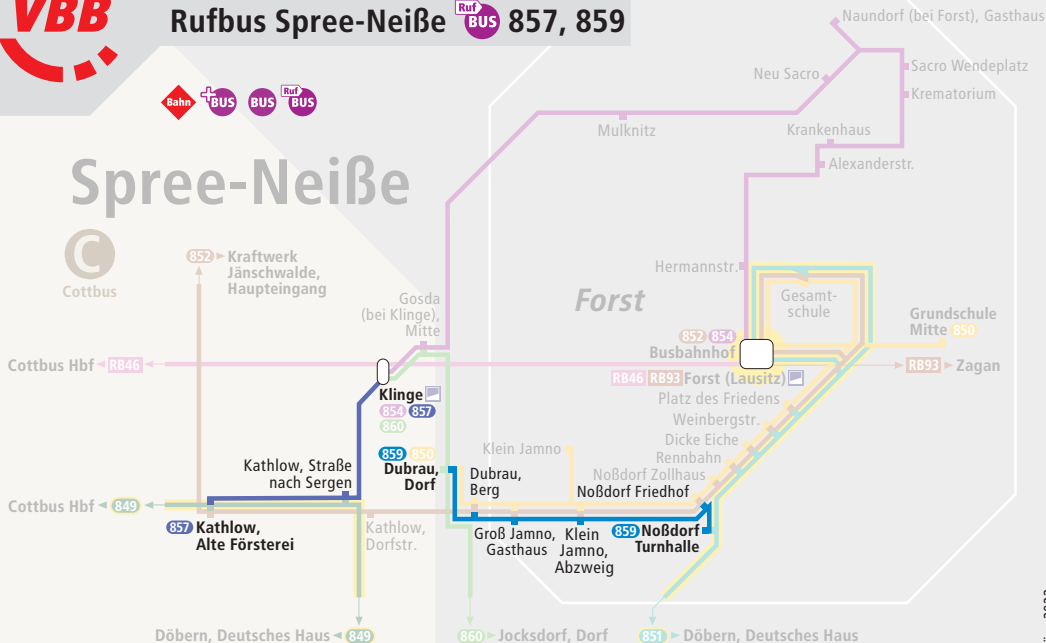 VBB
Rufbus Spree-Neiße Ruf BUS 857, 859
Bahn +BUS BUS Ruf BUS
Naundorf (bei Forst), Gasthaus
Neu Sacro
Sacro Wendeplatz
Krematorium
Mulknitz
Krankenhaus
Alexanderstr.
Spree-Neiße
C
Cottbus
852 Kraftwerk
Jänschwalde,
Haupteingang
Hermannstr.
Gosda
(bei Klinge),
Mitte
Forst
Gesamt-
schule
Grundschule
Mitte 850
852 854
Busbahnhof
Cottbus Hbf RB46
RB93 Zagan
RB46 RB93 Forst (Lausitz)
Klinge
854 857
860
Platz des Friedens
Weinbergstr.
Dicke Eiche
Rennbahn
Noßdorf Zollhaus
Klein Jamno
859 850
Dubrau,
Dorf
Dubrau,
Berg
Noßdorf Friedhof
Kathlow, Straße
nach Sergen
Cottbus Hbf 849
857 Kathlow,
Alte Försterei
Kathlow,
Dorfstr.
Groß Jamno,
Gasthaus
Klein
Jamno,
Abzweig
859 Noßdorf
Turnhalle
Döbern, Deutsches Haus 849
860 Jocksdorf, Dorf
851 Döbern, Deutsches Haus